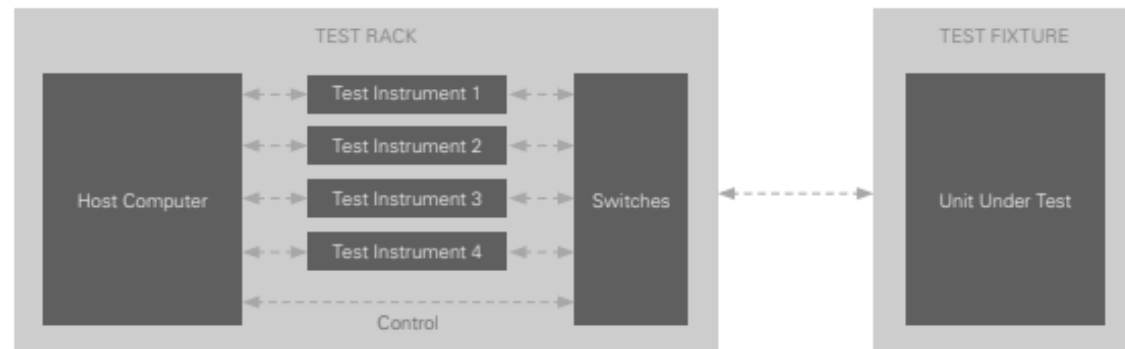 TEST RACK
TEST FIXTURE
Host Computer
Test Instrument 1
Test Instrument 2
Test Instrument 3
Test Instrument 4
Control
Switches
Unit Under Test